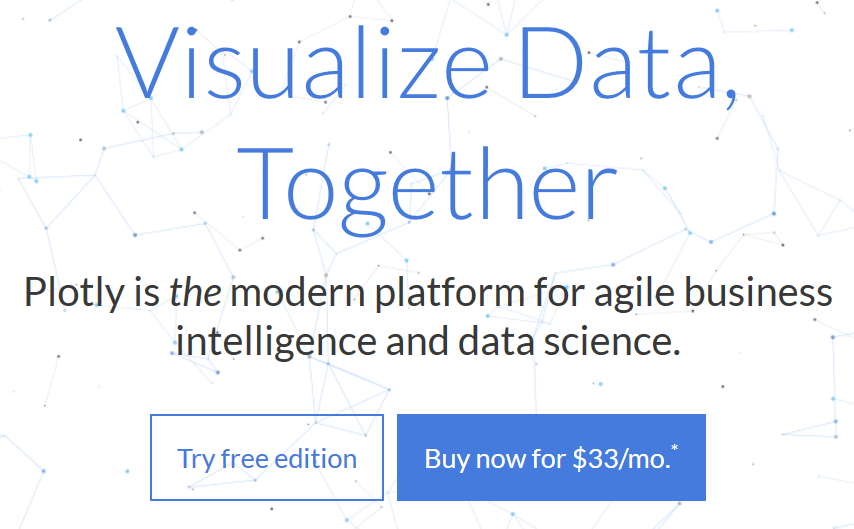 Visualize Data,
Together
Plotly is the modern platform for agile business
intelligence and data science.
Try free edition
Buy now for $33/mo.*